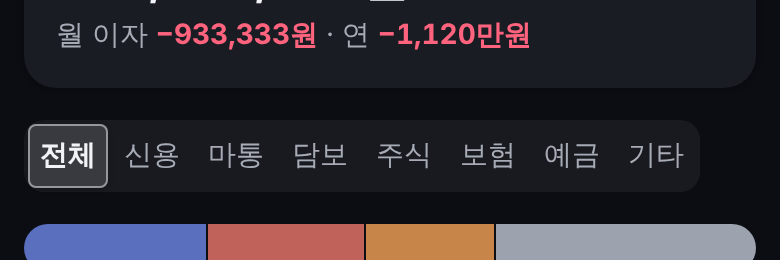 월 이자 −933,333원 · 연 −1,120만원
전체 신용 마통 담보 주식 보험 예금 기타